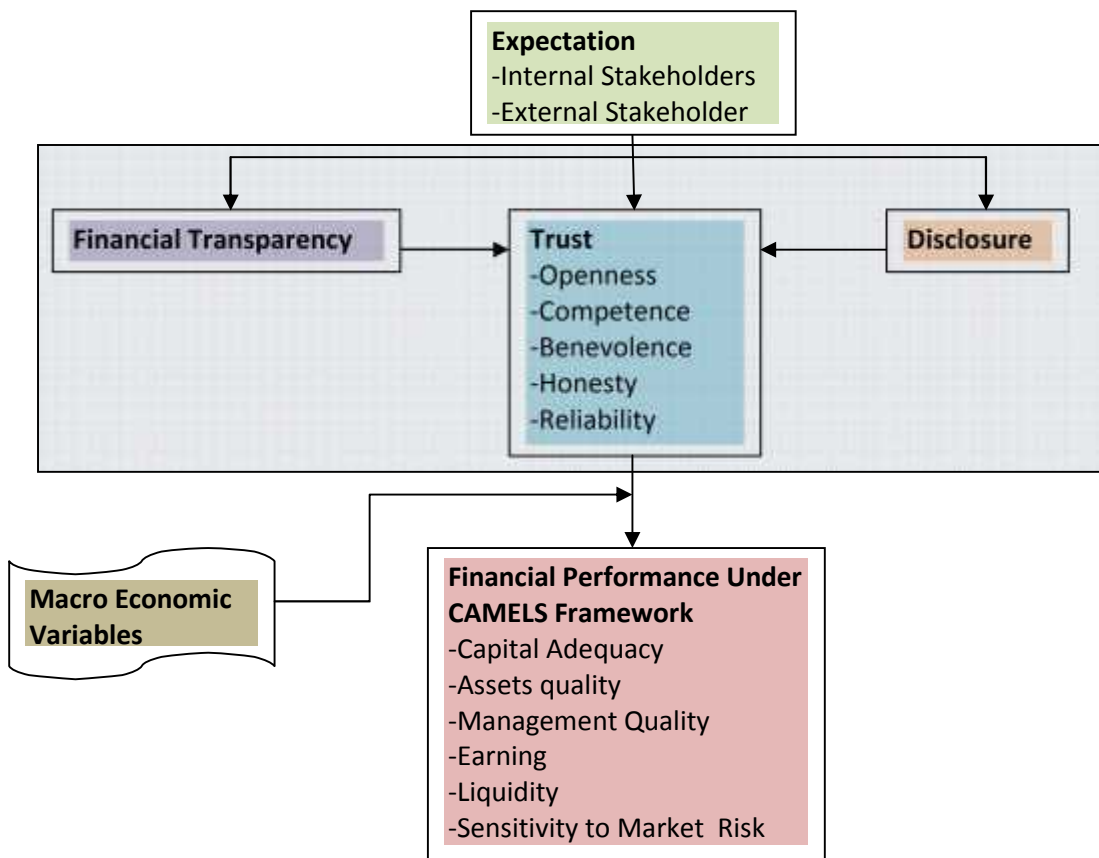 Expectation
-Internal Stakeholders
-External Stakeholder
Financial Transparency
Trust
-Openness
-Competence
-Benevolence
-Honesty
-Reliability
Disclosure
Macro Economic
Variables
Financial Performance Under
CAMELS Framework
-Capital Adequacy
-Assets quality
-Management Quality
-Earning
-Liquidity
-Sensitivity to Market Risk